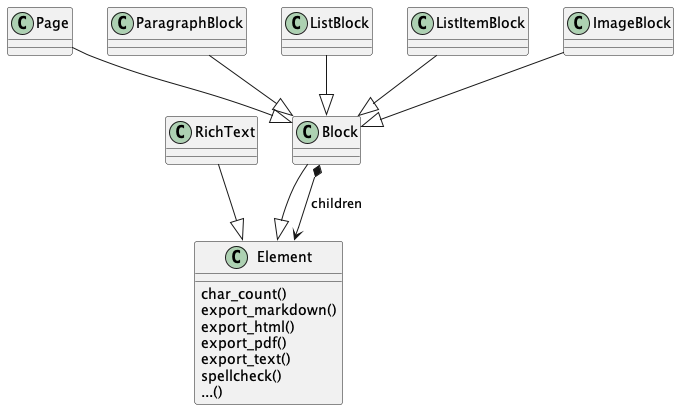 C Page
C ParagraphBlock
C ListBlock
C ListItemBlock
C ImageBlock
C RichText
C Block
children
C Element
char_count()
export_markdown()
export_html()
export_pdf()
export_text()
spellcheck()
...()